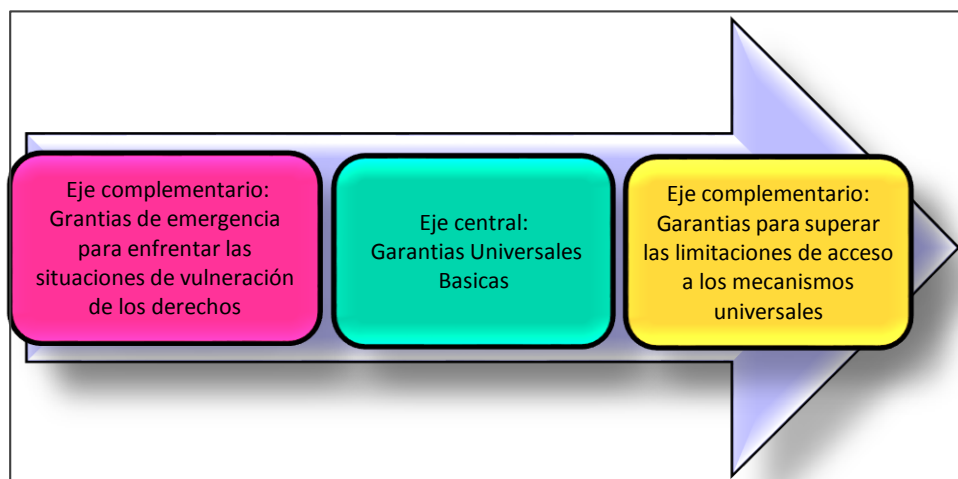 Eje complementario:
Grantias de emergencia
para enfrentar las
situaciones de vulneración
de los derechos
Eje central:
Garantias Universales
Basicas
Eje complementario:
Garantias para superar
las limitaciones de acceso
a los mecanismos
universales